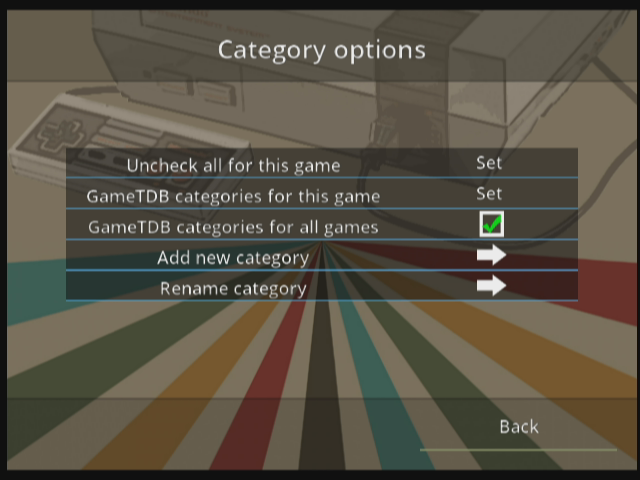 Category options
Uncheck all for this game Set
GameTDB categories for this game Set
GameTDB categories for all games
Add new category
Rename category
Back